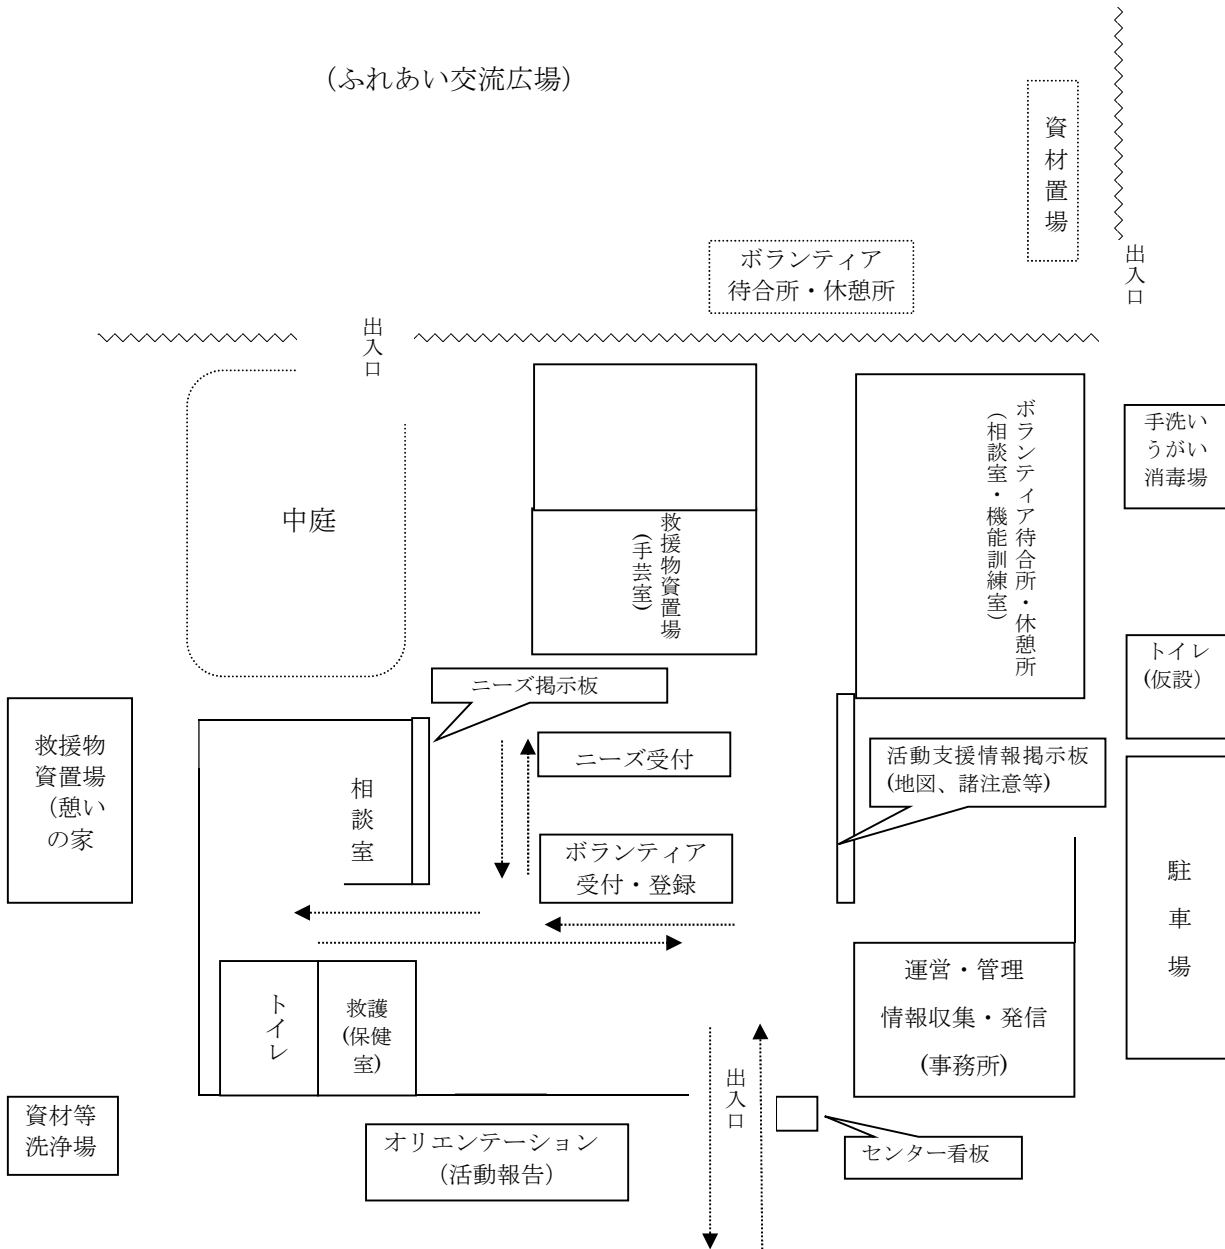 （ふれあい交流広場）
資材置場
出入口
ボランティア
待合所・休憩所
出入口
中庭
救援物資置場
（手芸室）
ボランティア待合所・休憩所
（相談室・機能訓練室）
手洗い
うがい
消毒場
トイレ
(仮設）
ニーズ掲示板
救援物
資置場
（憩い
の家
相談室
ニーズ受付
活動支援情報掲示板
(地図、諸注意等)
ボランティア
受付・登録
駐車場
トイレ
救護
(保健
室）
運営・管理
情報収集・発信
(事務所)
出入口
資材等
洗浄場
オリエンテーション
（活動報告）
センター看板